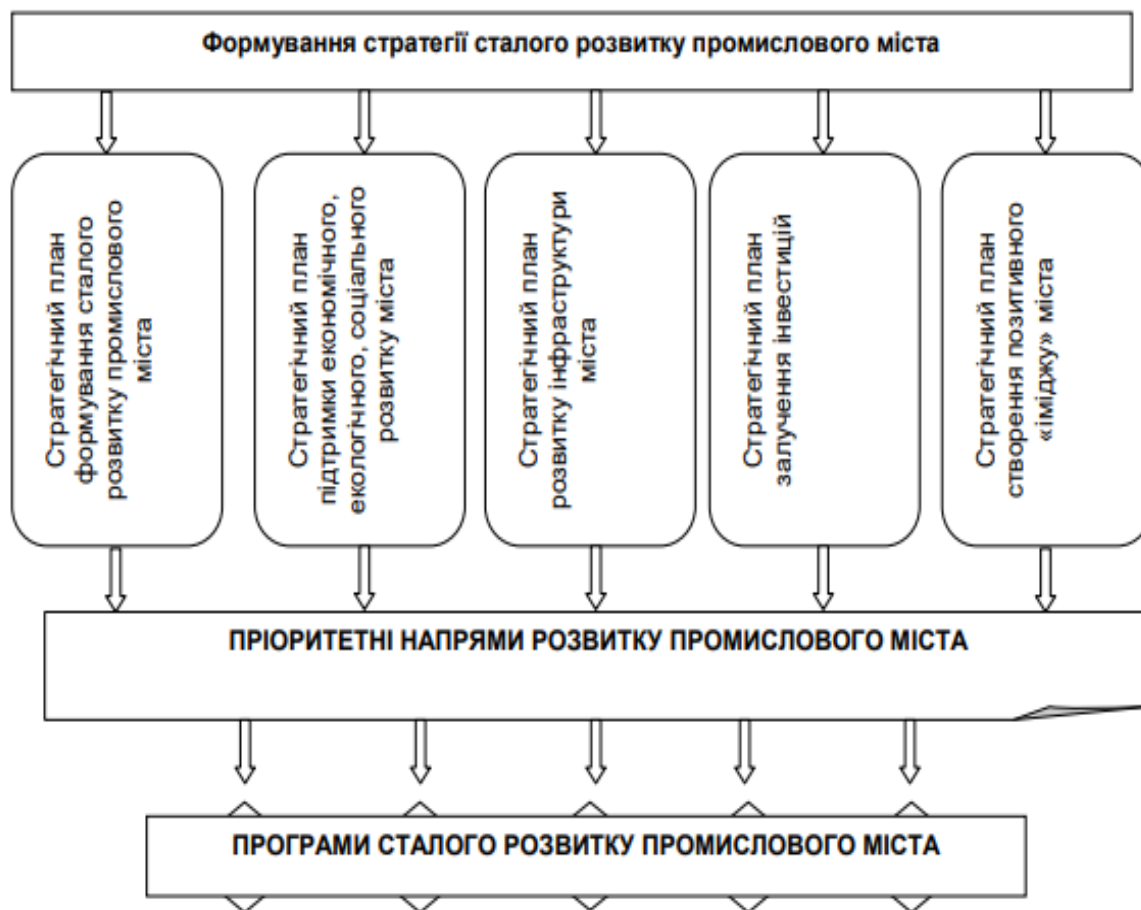 Формування стратегії сталого розвитку промислового міста
Стратегічний план
формування сталого
розвитку промислового
міста
Стратегічний план
підтримки економічного,
екологічного, соціального
розвитку міста
Стратегічний план
розвитку інфраструктури
міста
Стратегічний план
залучення інвестицій
Стратегічний план
створення позитивного
«іміджу» міста
ПРІОРИТЕТНІ НАПРЯМИ РОЗВИТКУ ПРОМИСЛОВОГО МІСТА
ПРОГРАМИ СТАЛОГО РОЗВИТКУ ПРОМИСЛОВОГО МІСТА